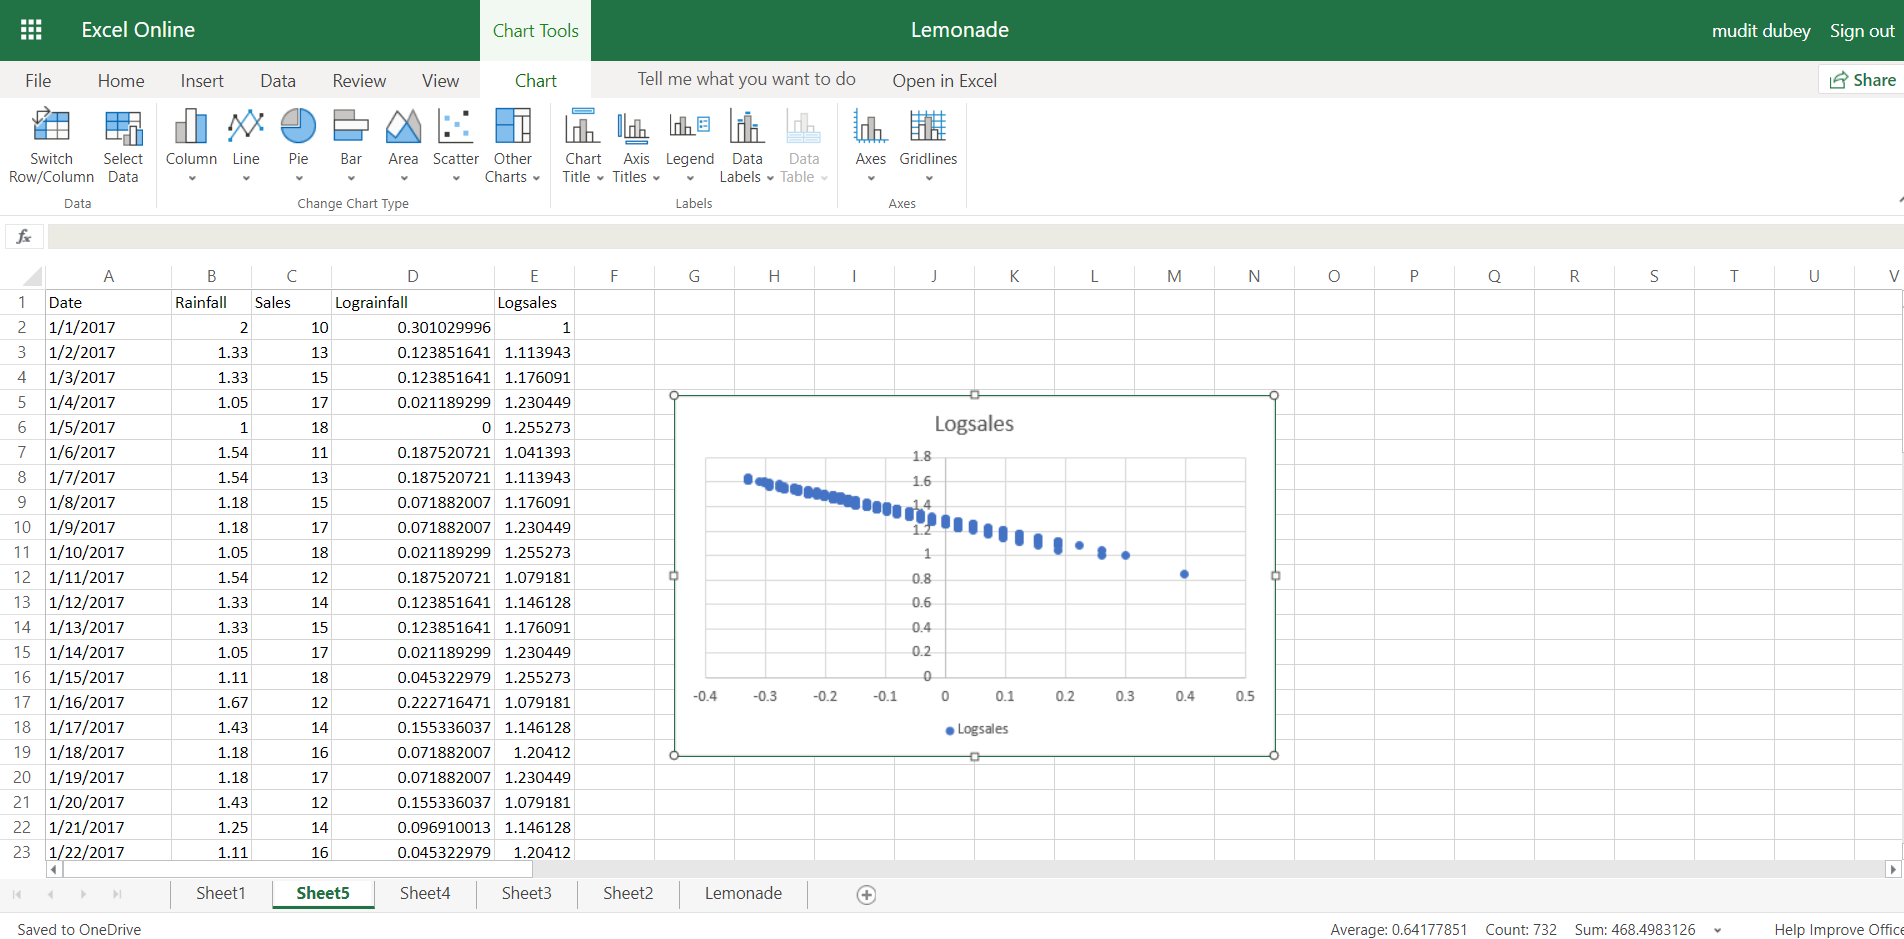 Excel Online Chart Tools Lemonade mudit dubey Sign out
File Home Insert Data Review View Chart Tell me what you want to do Open in Excel Share
Switch Row/Column Select Data Column Line Pie Bar Area Scatter Other Charts Chart Title Axis Titles Legend Data Labels Data Table Axes Gridlines
Data Change Chart Type Labels Axes
fx
A B C D E F G H I J K L M N O P Q R S T U V
1 Date Rainfall Sales Lograinfall Logsales
2 1/1/2017 2 10 0.301029996 1
3 1/2/2017 1.33 13 0.123851641 1.113943
4 1/3/2017 1.33 15 0.123851641 1.176091
5 1/4/2017 1.05 17 0.021189299 1.230449
6 1/5/2017 1 18 0 1.255273
7 1/6/2017 1.54 11 0.187520721 1.041393
8 1/7/2017 1.54 13 0.187520721 1.113943
9 1/8/2017 1.18 15 0.071882007 1.176091
10 1/9/2017 1.18 17 0.071882007 1.230449
11 1/10/2017 1.05 18 0.021189299 1.255273
12 1/11/2017 1.54 12 0.187520721 1.079181
13 1/12/2017 1.33 14 0.123851641 1.146128
14 1/13/2017 1.33 15 0.123851641 1.176091
15 1/14/2017 1.05 17 0.021189299 1.230449
16 1/15/2017 1.11 18 0.045322979 1.255273
17 1/16/2017 1.67 12 0.222716471 1.079181
18 1/17/2017 1.43 14 0.155336037 1.146128
19 1/18/2017 1.18 16 0.071882007 1.20412
20 1/19/2017 1.18 17 0.071882007 1.230449
21 1/20/2017 1.43 12 0.155336037 1.079181
22 1/21/2017 1.25 14 0.096910013 1.146128
23 1/22/2017 1.11 16 0.045322979 1.20412
Logsales
1.8
1.6
1.4
1.2
1
0.8
0.6
0.4
0.2
0
-0.4 -0.3 -0.2 -0.1 0 0.1 0.2 0.3 0.4 0.5
Logsales
Sheet1 Sheet5 Sheet4 Sheet3 Sheet2 Lemonade
Saved to OneDrive Average: 0.64177851 Count: 732 Sum: 468.4983126 Help Improve Office